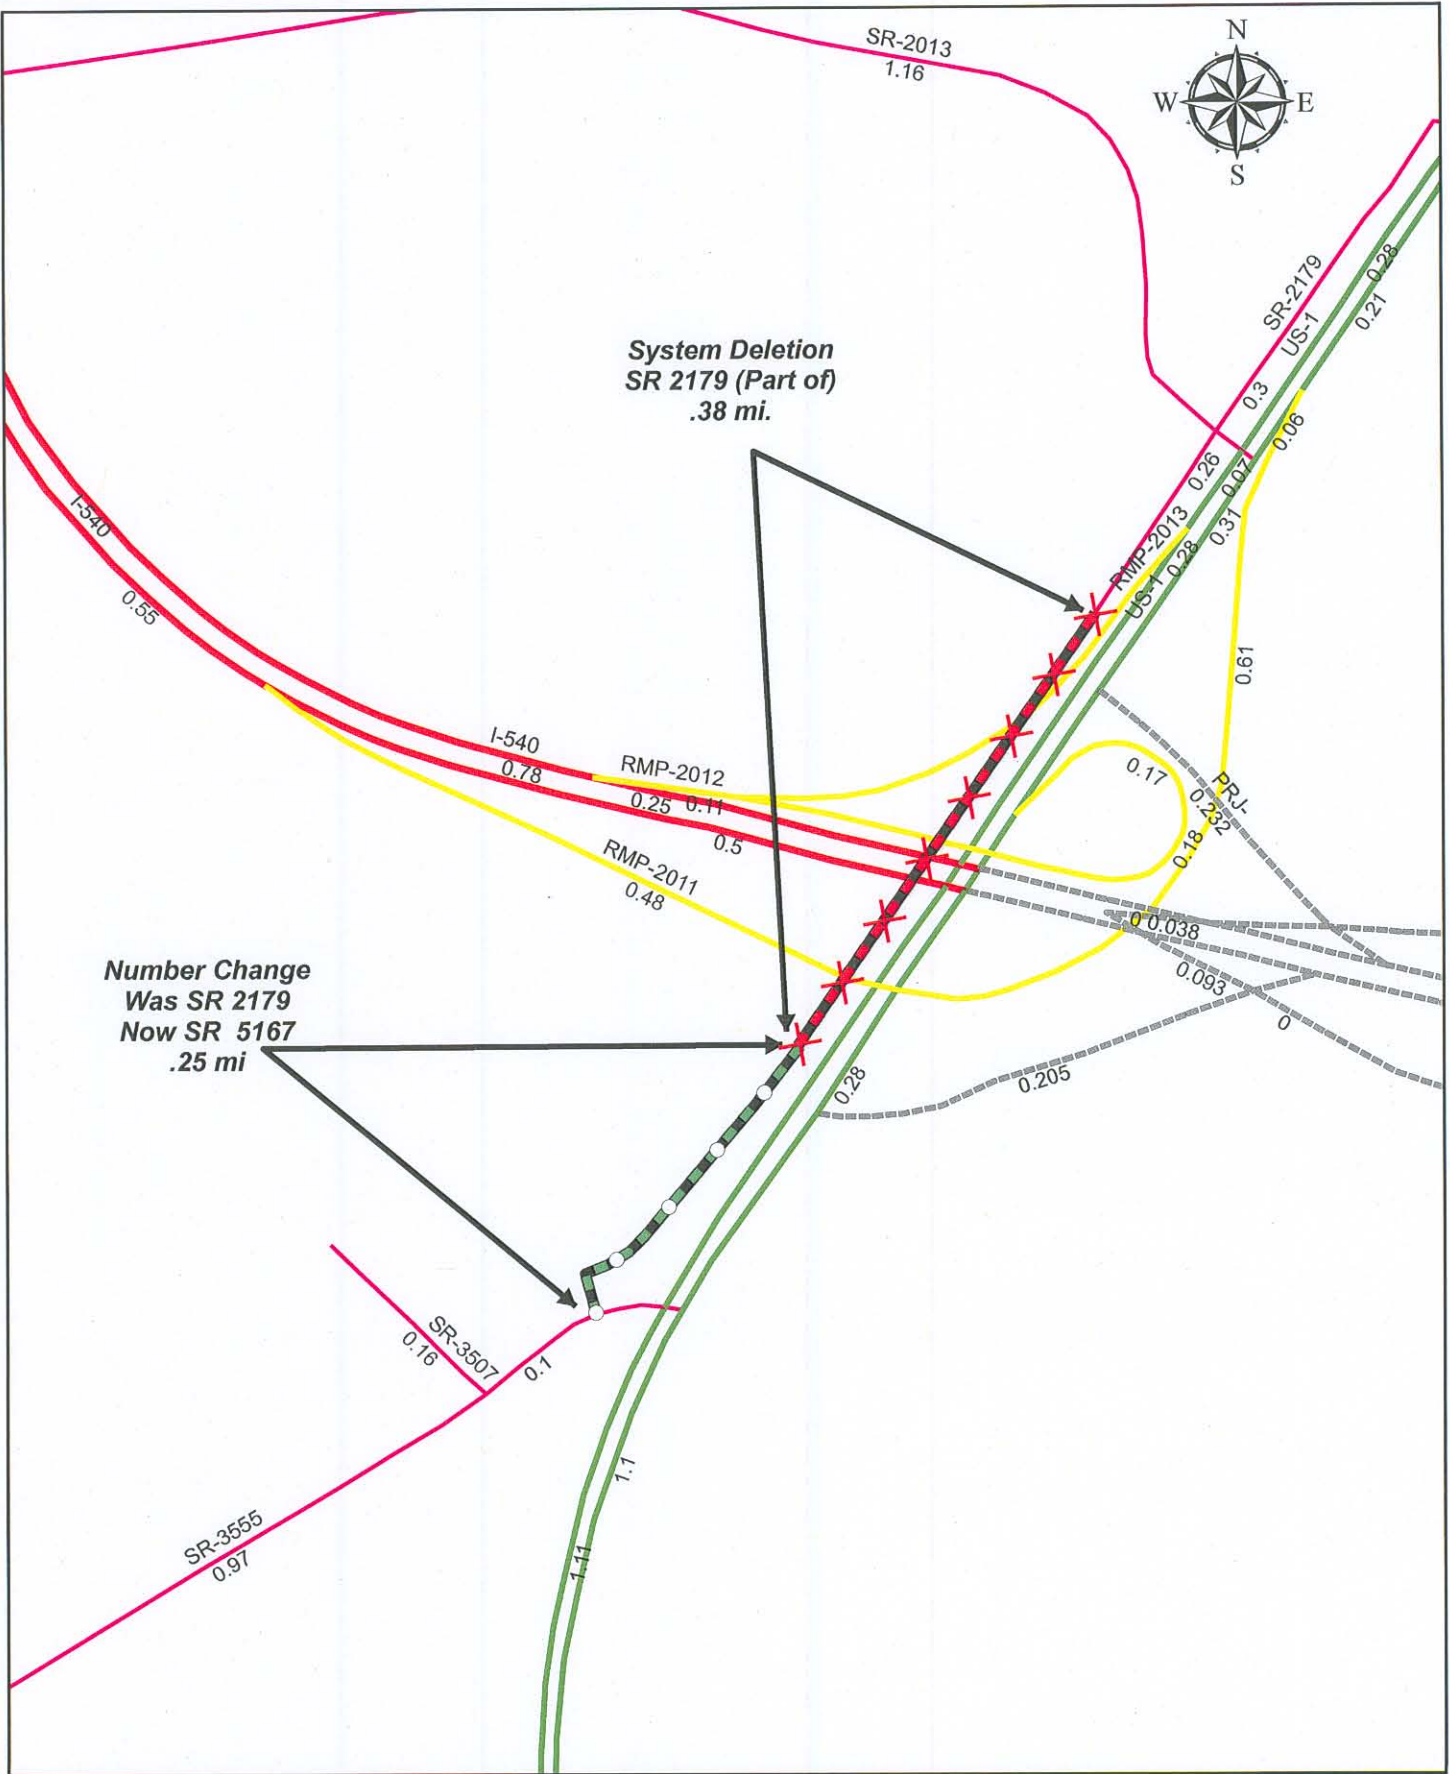 SR-2013
1.16
N
W
E
S
SR-2179
US-1
0.28
0.21
System Deletion
SR 2179 (Part of)
.38 mi.
0.3
0.06
0.26
0.07
0.31
I-540
0.55
RMP-2013
US-1
0.28
0.61
I-540
0.78
RMP-2012
0.25
0.11
0.5
0.17
PRJ-
0.232
0.18
RMP-2011
0.48
0
0.038
0.093
0
0.205
Number Change
Was SR 2179
Now SR 5167
.25 mi
0.28
SR-3507
0.16
0.1
1.1
SR-3555
0.97
1.11